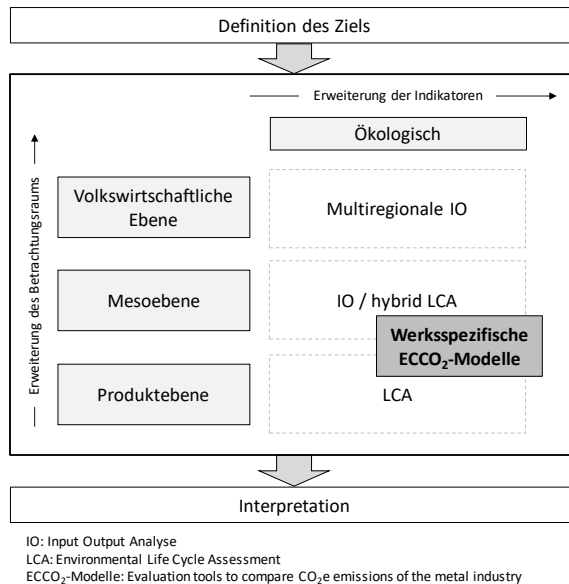 Definition des Ziels
Erweiterung der Indikatoren
Ökologisch
Erweiterung des Betrachtungsraums
Volkswirtschaftliche
Ebene
Multiregionale IO
Mesoebene
IO / hybrid LCA
Werksspezifische
ECCO₂-Modelle
Produktebene
LCA
Interpretation
IO: Input Output Analyse
LCA: Environmental Life Cycle Assessment
ECCO₂-Modelle: Evaluation tools to compare CO₂e emissions of the metal industry